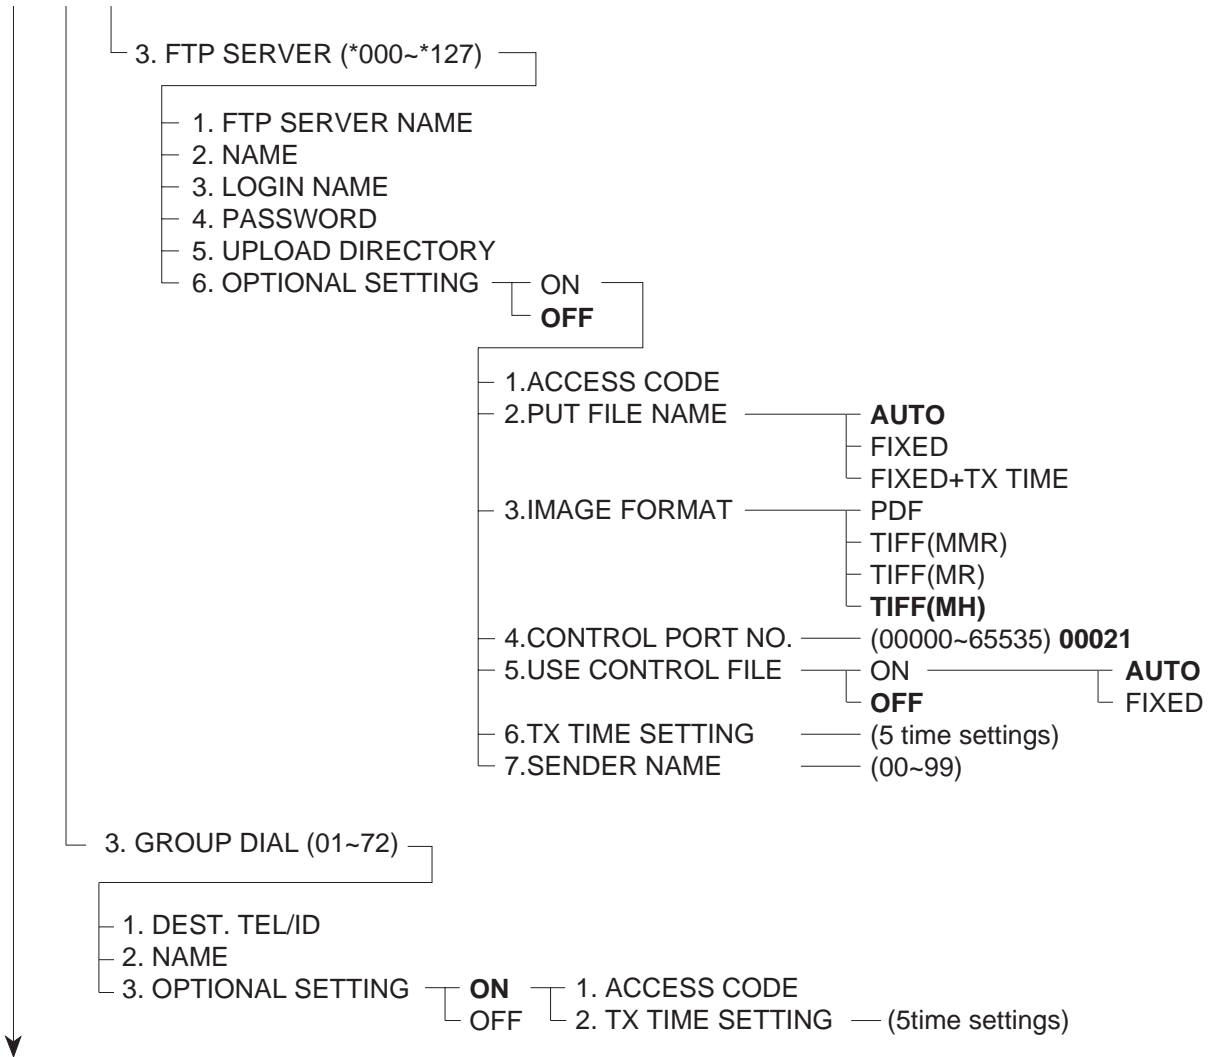 3. FTP SERVER (*000~*127)
1. FTP SERVER NAME
2. NAME
3. LOGIN NAME
4. PASSWORD
5. UPLOAD DIRECTORY
6. OPTIONAL SETTING ON
OFF
1.ACCESS CODE
2.PUT FILE NAME AUTO
FIXED
FIXED+TX TIME
3.IMAGE FORMAT PDF
TIFF(MMR)
TIFF(MR)
TIFF(MH)
4.CONTROL PORT NO. (00000~65535) 00021
5.USE CONTROL FILE ON AUTO
OFF FIXED
6.TX TIME SETTING (5 time settings)
7.SENDER NAME (00~99)
3. GROUP DIAL (01~72)
1. DEST. TEL/ID
2. NAME
3. OPTIONAL SETTING ON 1. ACCESS CODE
OFF 2. TX TIME SETTING (5time settings)